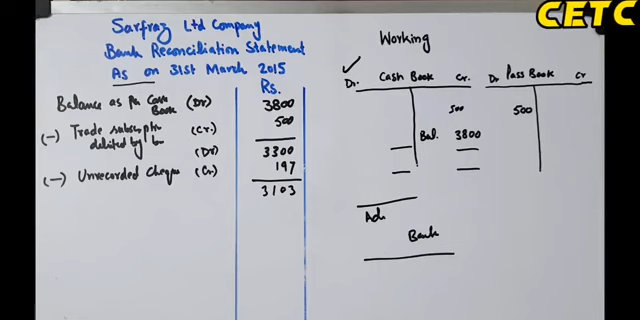 CETC
Sarfraz Ltd Company
Bank Reconciliation Statement
As on 31st March 2015
Rs.
Balance as per Cash Book (Dr) 3800
(-) Trade subscriptn (Cr.) 500
debited by
(Dr) 3300
(-) Unrecorded Cheque (Cr) 197
3103
Working
Dr. Cash Book Cr.
500
Bal. 3800
Dr Pass Book Cr
500
Adj
Bank